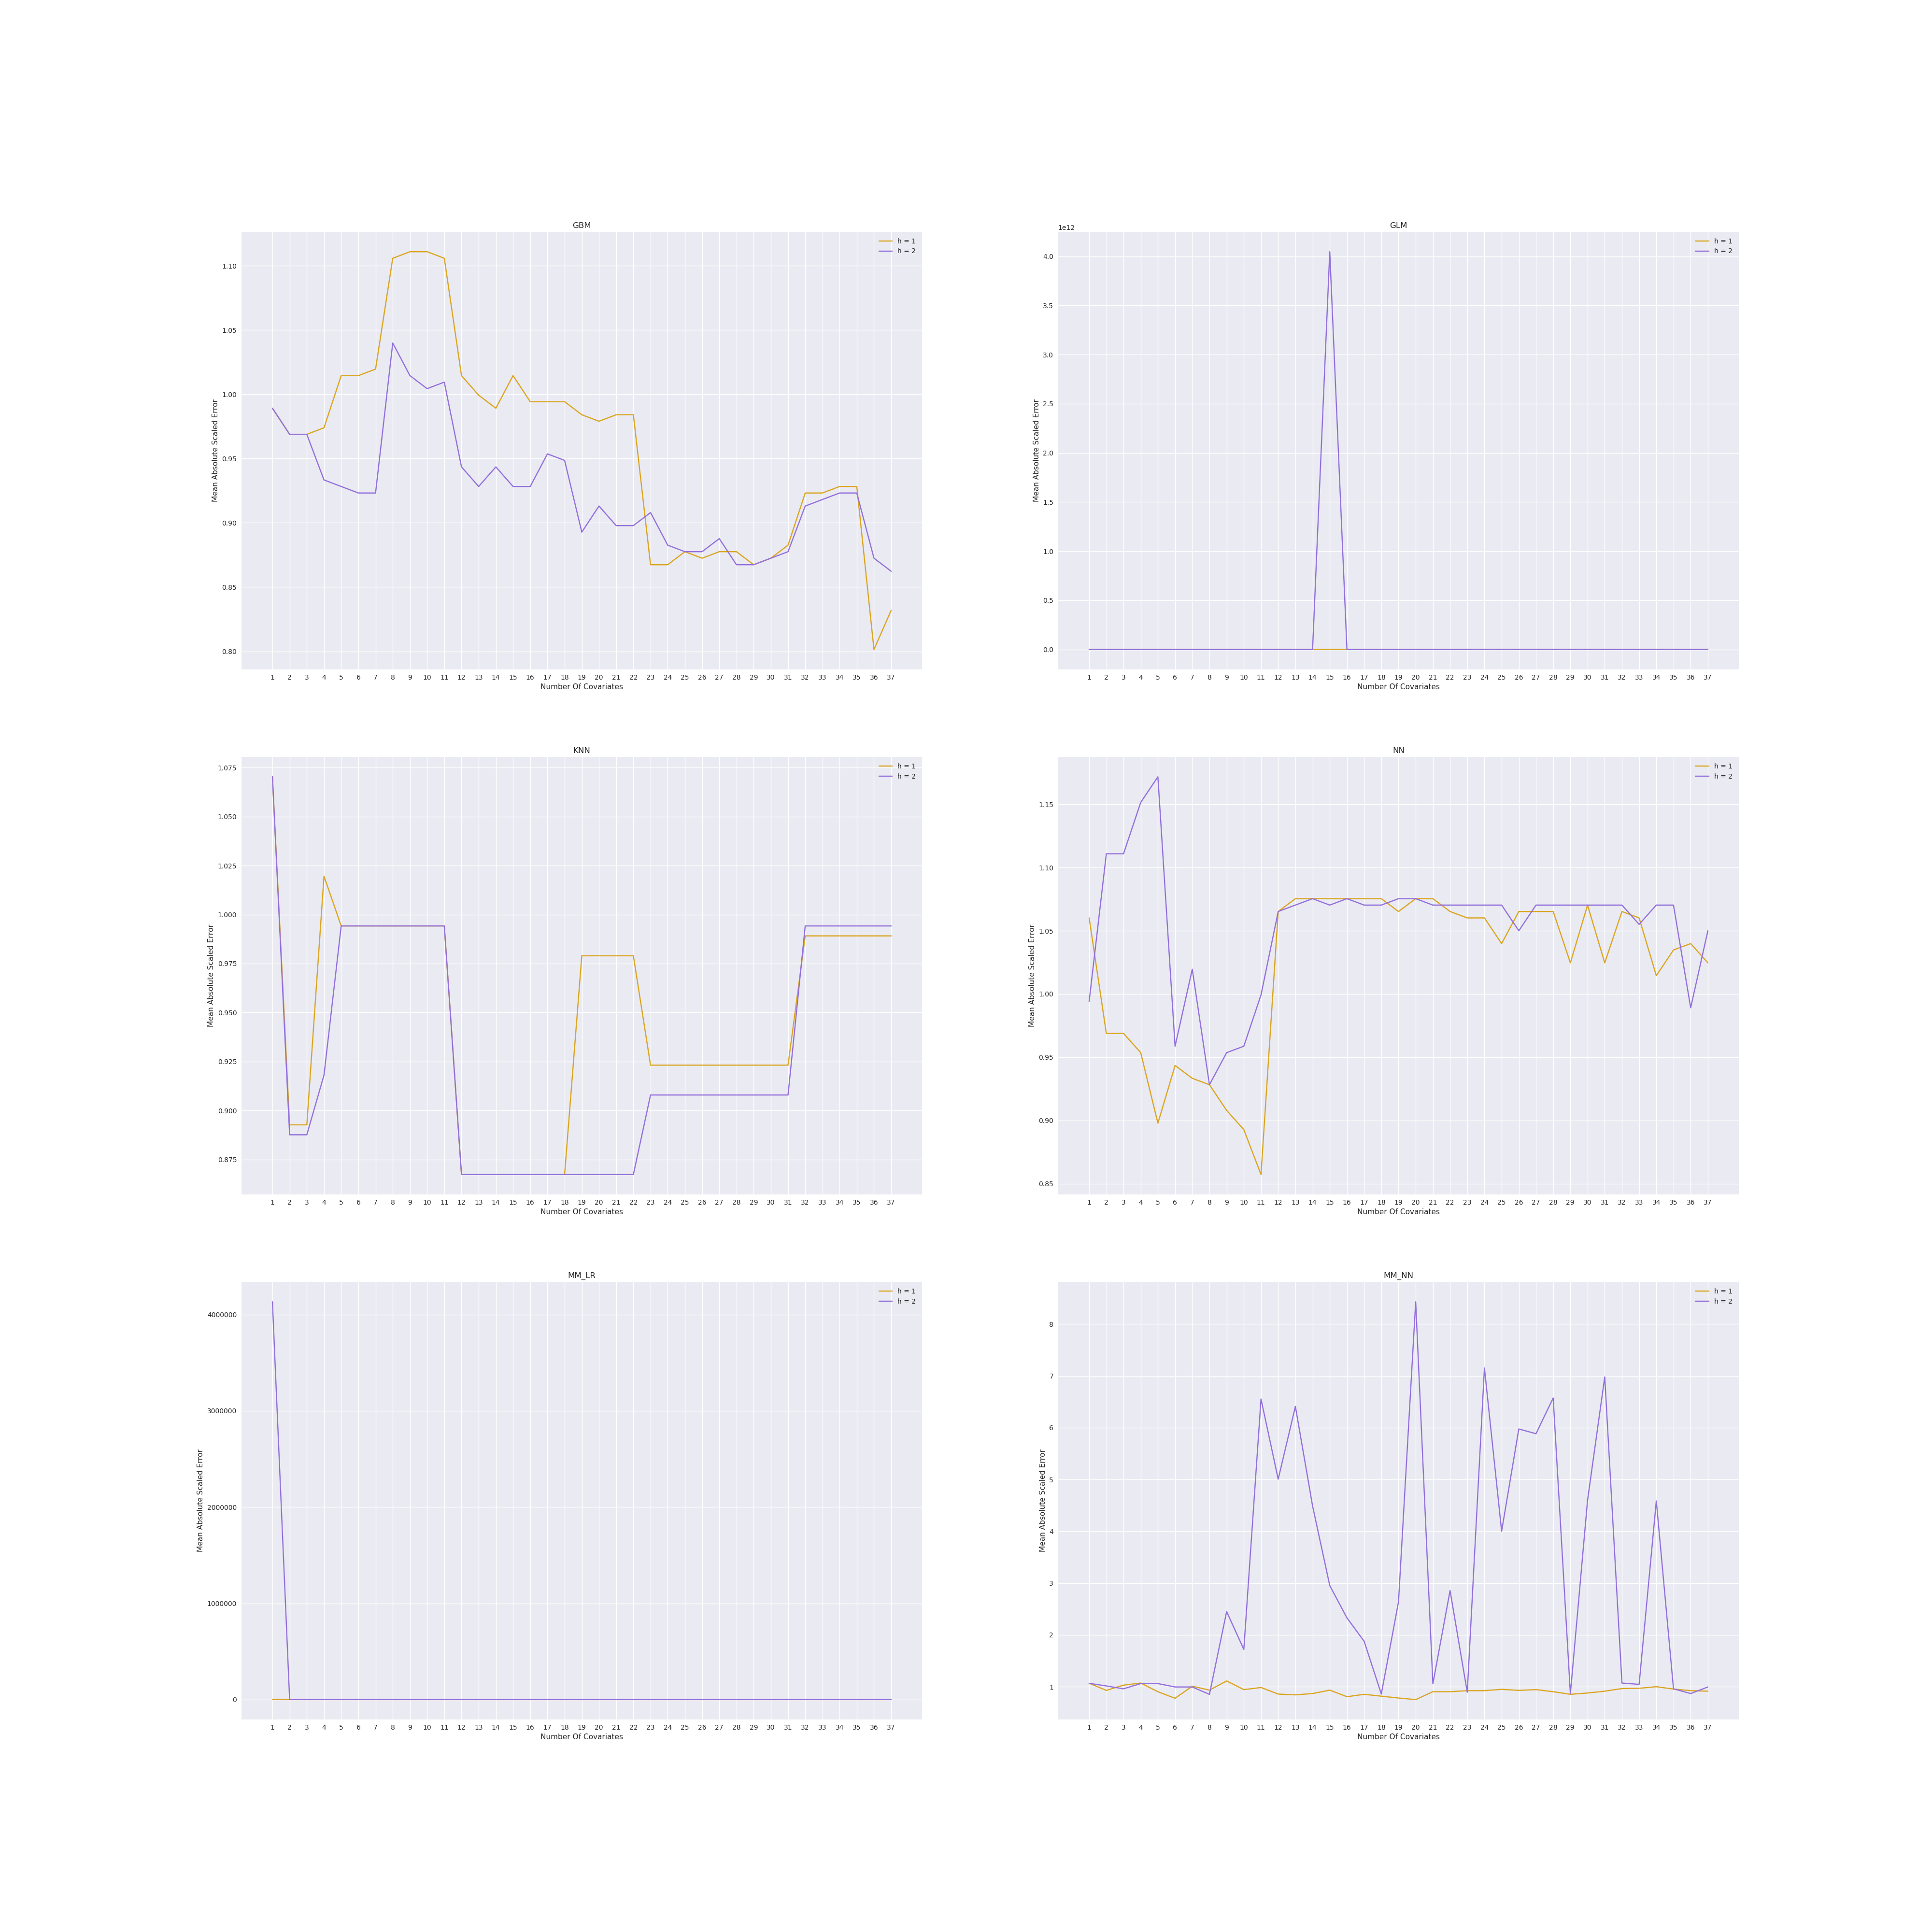 GBM
h = 1
h = 2
1.10
1.05
1.00
0.95
0.90
0.85
0.80
Mean Absolute Scaled Error
1 2 3 4 5 6 7 8 9 10 11 12 13 14 15 16 17 18 19 20 21 22 23 24 25 26 27 28 29 30 31 32 33 34 35 36 37
Number Of Covariates
GLM
1e12
h = 1
h = 2
4.0
3.5
3.0
2.5
2.0
1.5
1.0
0.5
0.0
Mean Absolute Scaled Error
1 2 3 4 5 6 7 8 9 10 11 12 13 14 15 16 17 18 19 20 21 22 23 24 25 26 27 28 29 30 31 32 33 34 35 36 37
Number Of Covariates
KNN
h = 1
h = 2
1.075
1.050
1.025
1.000
0.975
0.950
0.925
0.900
0.875
Mean Absolute Scaled Error
1 2 3 4 5 6 7 8 9 10 11 12 13 14 15 16 17 18 19 20 21 22 23 24 25 26 27 28 29 30 31 32 33 34 35 36 37
Number Of Covariates
NN
h = 1
h = 2
1.15
1.10
1.05
1.00
0.95
0.90
0.85
Mean Absolute Scaled Error
1 2 3 4 5 6 7 8 9 10 11 12 13 14 15 16 17 18 19 20 21 22 23 24 25 26 27 28 29 30 31 32 33 34 35 36 37
Number Of Covariates
MM_LR
h = 1
h = 2
4000000
3000000
2000000
1000000
0
Mean Absolute Scaled Error
1 2 3 4 5 6 7 8 9 10 11 12 13 14 15 16 17 18 19 20 21 22 23 24 25 26 27 28 29 30 31 32 33 34 35 36 37
Number Of Covariates
MM_NN
h = 1
h = 2
8
7
6
5
4
3
2
1
Mean Absolute Scaled Error
1 2 3 4 5 6 7 8 9 10 11 12 13 14 15 16 17 18 19 20 21 22 23 24 25 26 27 28 29 30 31 32 33 34 35 36 37
Number Of Covariates